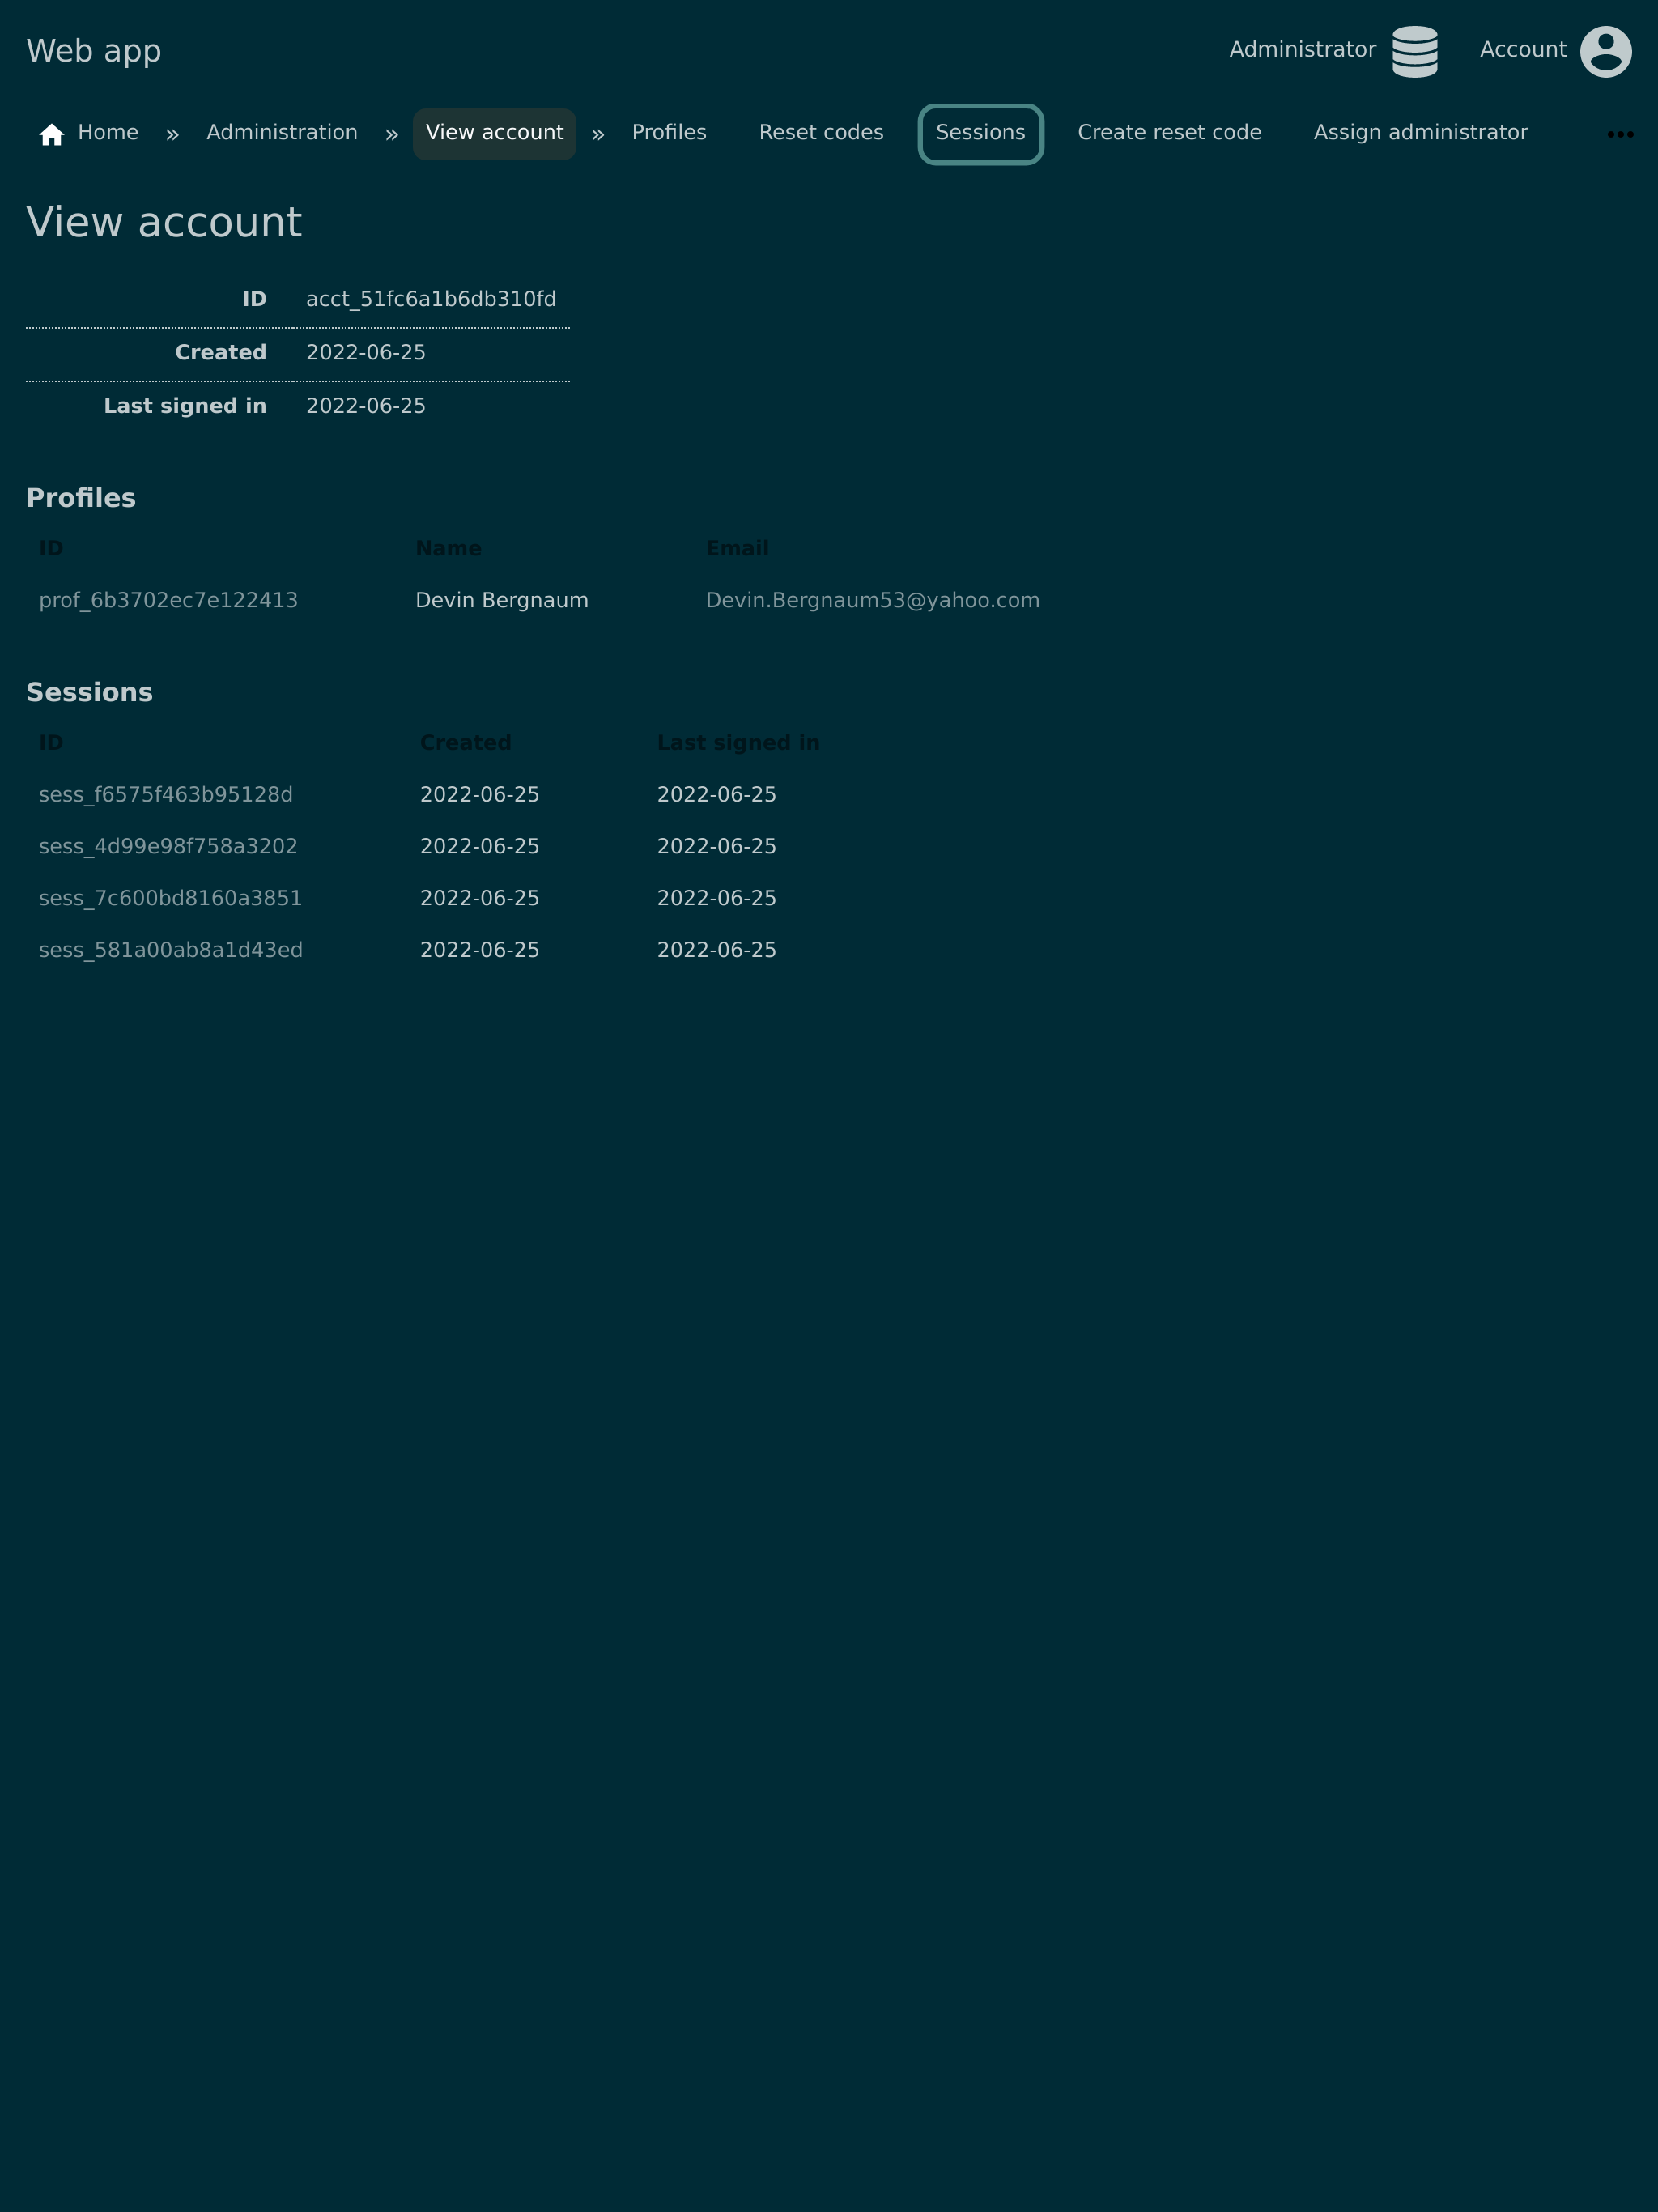 Web app
Administrator
Account
Home » Administration » View account » Profiles Reset codes Sessions Create reset code Assign administrator
View account
ID acct_51fc6a1b6db310fd
Created 2022-06-25
Last signed in 2022-06-25
Profiles
ID Name Email
prof_6b3702ec7e122413 Devin Bergnaum Devin.Bergnaum53@yahoo.com
Sessions
ID Created Last signed in
sess_f6575f463b95128d 2022-06-25 2022-06-25
sess_4d99e98f758a3202 2022-06-25 2022-06-25
sess_7c600bd8160a3851 2022-06-25 2022-06-25
sess_581a00ab8a1d43ed 2022-06-25 2022-06-25